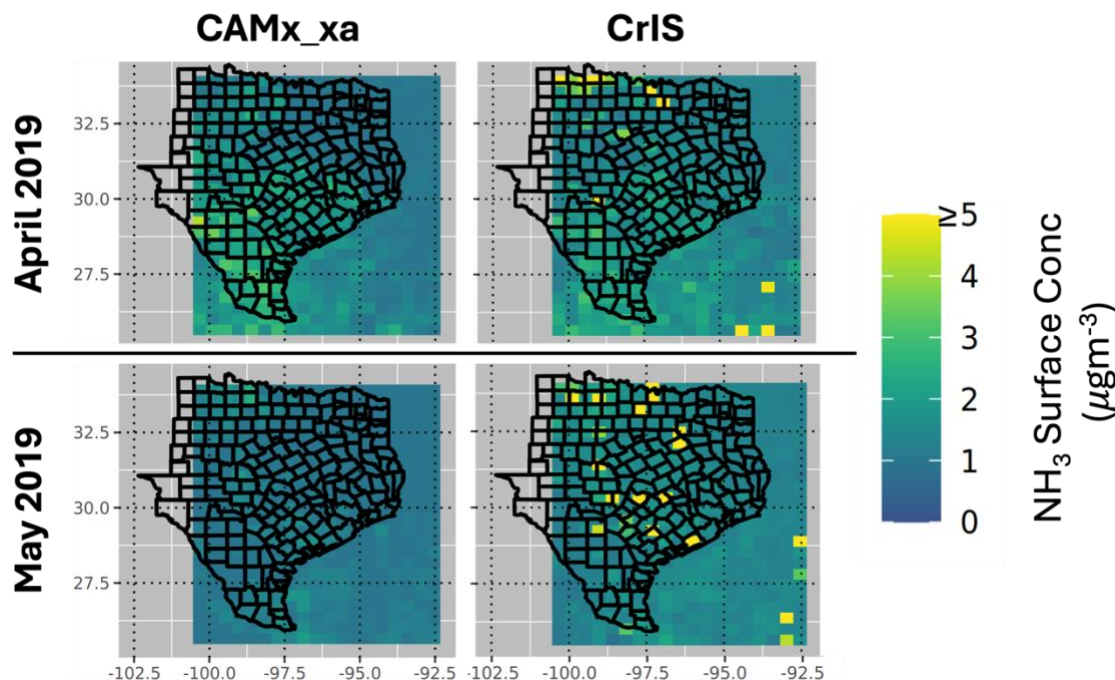 CAMx_xa CrIS
April 2019
32.5
30.0
27.5
May 2019
32.5
30.0
27.5
-102.5 -100.0 -97.5 -95.0 -92.5 -102.5 -100.0 -97.5 -95.0 -92.5
≥5
4
3
2
1
0
NH₃ Surface Conc
(µgm⁻³)